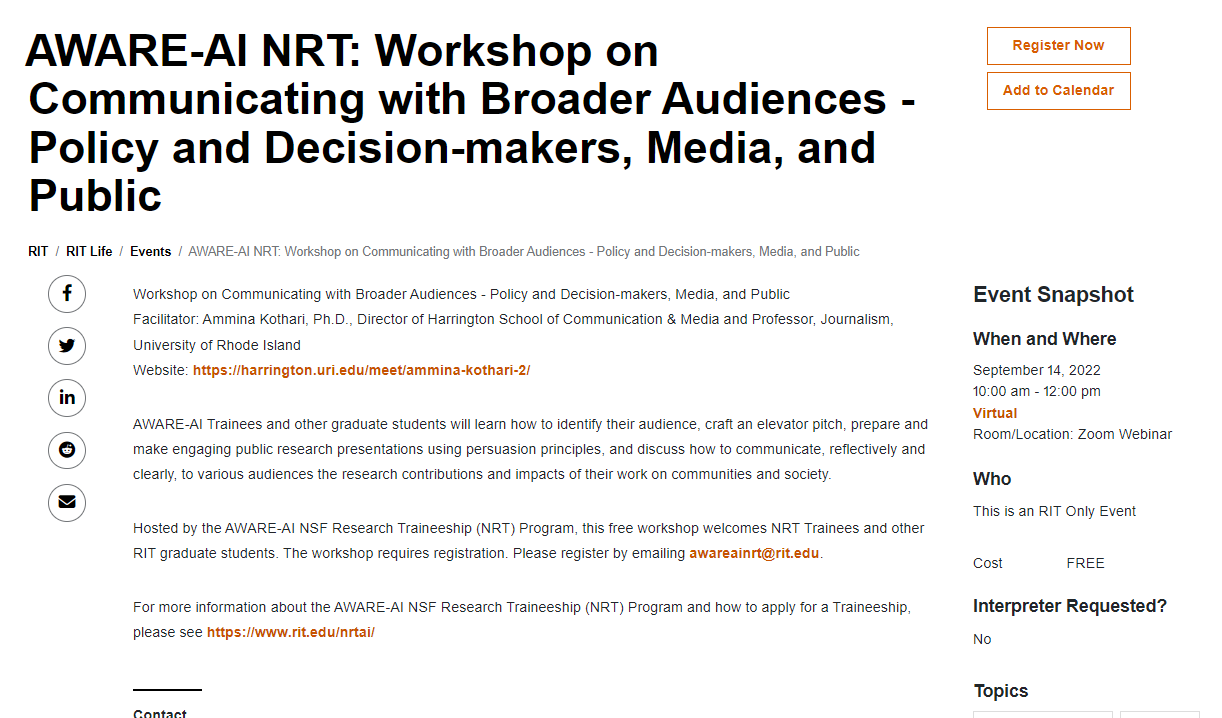 AWARE-AI NRT: Workshop on
Communicating with Broader Audiences -
Policy and Decision-makers, Media, and
Public
Register Now
Add to Calendar
RIT / RIT Life / Events / AWARE-AI NRT: Workshop on Communicating with Broader Audiences - Policy and Decision-makers, Media, and Public
Workshop on Communicating with Broader Audiences - Policy and Decision-makers, Media, and Public
Facilitator: Ammina Kothari, Ph.D., Director of Harrington School of Communication & Media and Professor, Journalism,
University of Rhode Island
Website: https://harrington.uri.edu/meet/ammina-kothari-2/
AWARE-AI Trainees and other graduate students will learn how to identify their audience, craft an elevator pitch, prepare and
make engaging public research presentations using persuasion principles, and discuss how to communicate, reflectively and
clearly, to various audiences the research contributions and impacts of their work on communities and society.
Hosted by the AWARE-AI NSF Research Traineeship (NRT) Program, this free workshop welcomes NRT Trainees and other
RIT graduate students. The workshop requires registration. Please register by emailing awareainrt@rit.edu.
For more information about the AWARE-AI NSF Research Traineeship (NRT) Program and how to apply for a Traineeship,
please see https://www.rit.edu/nrtai/
Contact
Event Snapshot
When and Where
September 14, 2022
10:00 am - 12:00 pm
Virtual
Room/Location: Zoom Webinar
Who
This is an RIT Only Event
Cost FREE
Interpreter Requested?
No
Topics